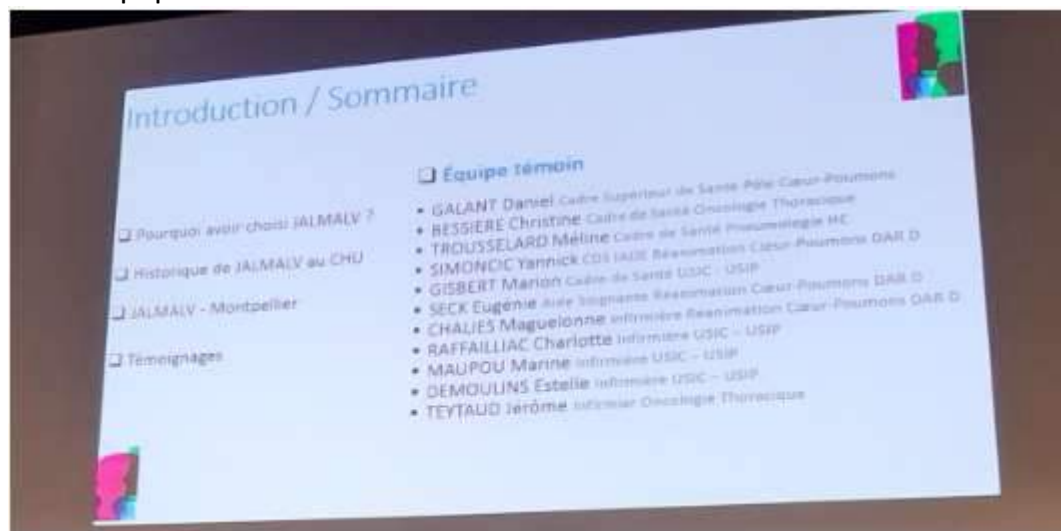 Introduction / Sommaire
Pourquoi avoir choisi JALMALV ?
Historique de JALMALV au CHU
JALMALV - Montpellier
Témoignages
Équipe témoin
• GALANT Daniel Cadre Supérieur de Santé Pôle Cœur-Poumons
• BESSIERE Christine Cadre de Santé Oncologie Thoracique
• TROUSSELARD Méline Cadre de Santé Pneumologie HC
• SIMONCIC Yannick CDS IADE Réanimation Cœur-Poumons DAR D
• GISBERT Marion Cadre de Santé USIC - USIP
• SECK Eugénie Aide Soignante Réanimation Cœur-Poumons DAR D
• CHALIES Maguelonne Infirmière Réanimation Cœur-Poumons DAR D
• RAFFAILLIAC Charlotte Infirmière USIC – USIP
• MAUPOU Marine Infirmière USIC – USIP
• DEMOULINS Estelle Infirmière USIC – USIP
• TEYTAUD Jérôme Infirmier Oncologie Thoracique